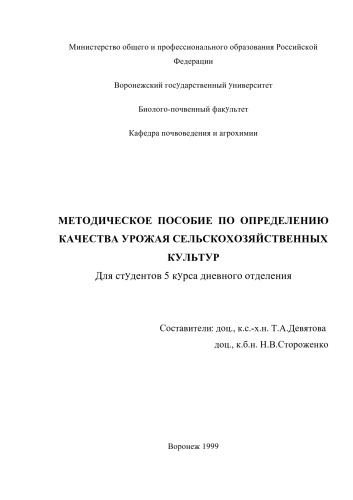 Министерство общего и профессионального образования Российской
Федерации
Воронежский государственный университет
Биолого-почвенный факультет
Кафедра почвоведения и агрохимии
МЕТОДИЧЕСКОЕ ПОСОБИЕ ПО ОПРЕДЕЛЕНИЮ
КАЧЕСТВА УРОЖАЯ СЕЛЬСКОХОЗЯЙСТВЕННЫХ
КУЛЬТУР
Для студентов 5 курса дневного отделения
Составители: доц., к.с.-х.н. Т.А.Девятова
доц., к.б.н. Н.В.Стороженко
Воронеж 1999